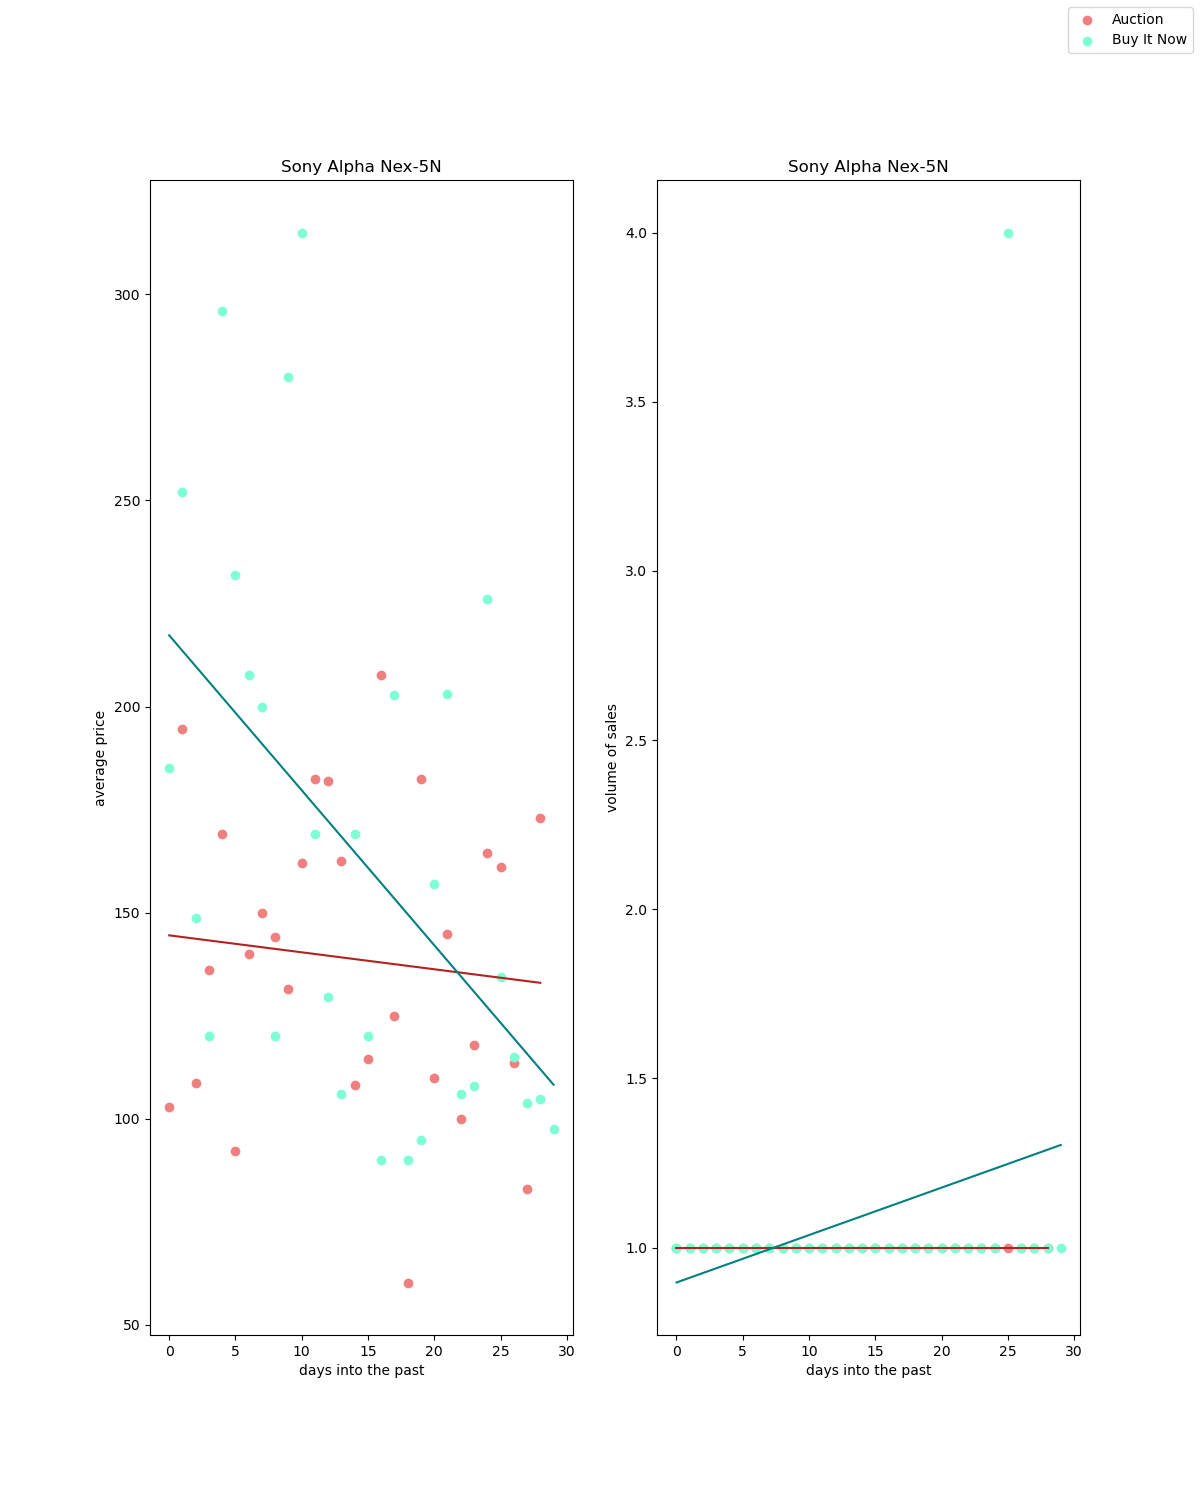 Auction
Buy It Now
Sony Alpha Nex-5N
average price
300
250
200
150
100
50
0 5 10 15 20 25 30
days into the past
Sony Alpha Nex-5N
volume of sales
4.0
3.5
3.0
2.5
2.0
1.5
1.0
0 5 10 15 20 25 30
days into the past